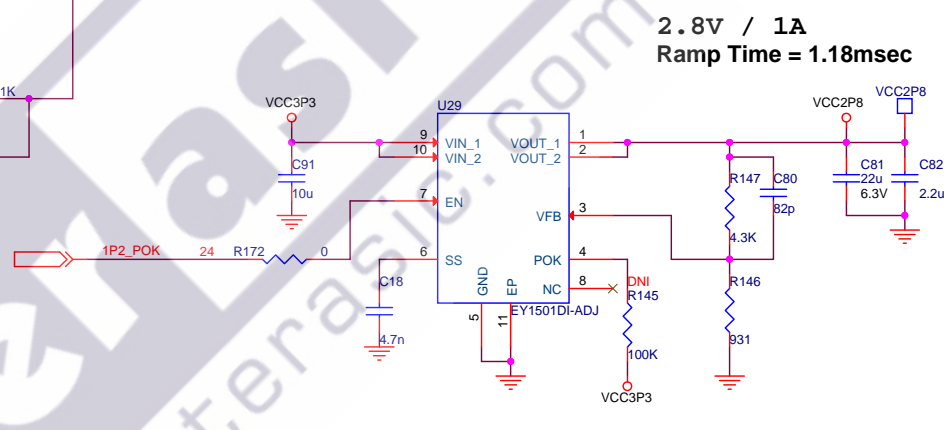 2.8V / 1A
Ramp Time = 1.18msec
1K
VCC3P3
U29
VCC2P8
VCC2P8
9
VIN_1
VOUT_1
1
10
VIN_2
VOUT_2
2
C91
10u
R147
C80
82p
4.3K
C81
22u
6.3V
C82
2.2u
7
EN
VFB
3
1P2_POK
24
R172
0
6
SS
POK
4
NC
8
GND
EP
5
11
C18
4.7n
EY1501DI-ADJ
DNI
R145
100K
R146
931
VCC3P3
terasic.com